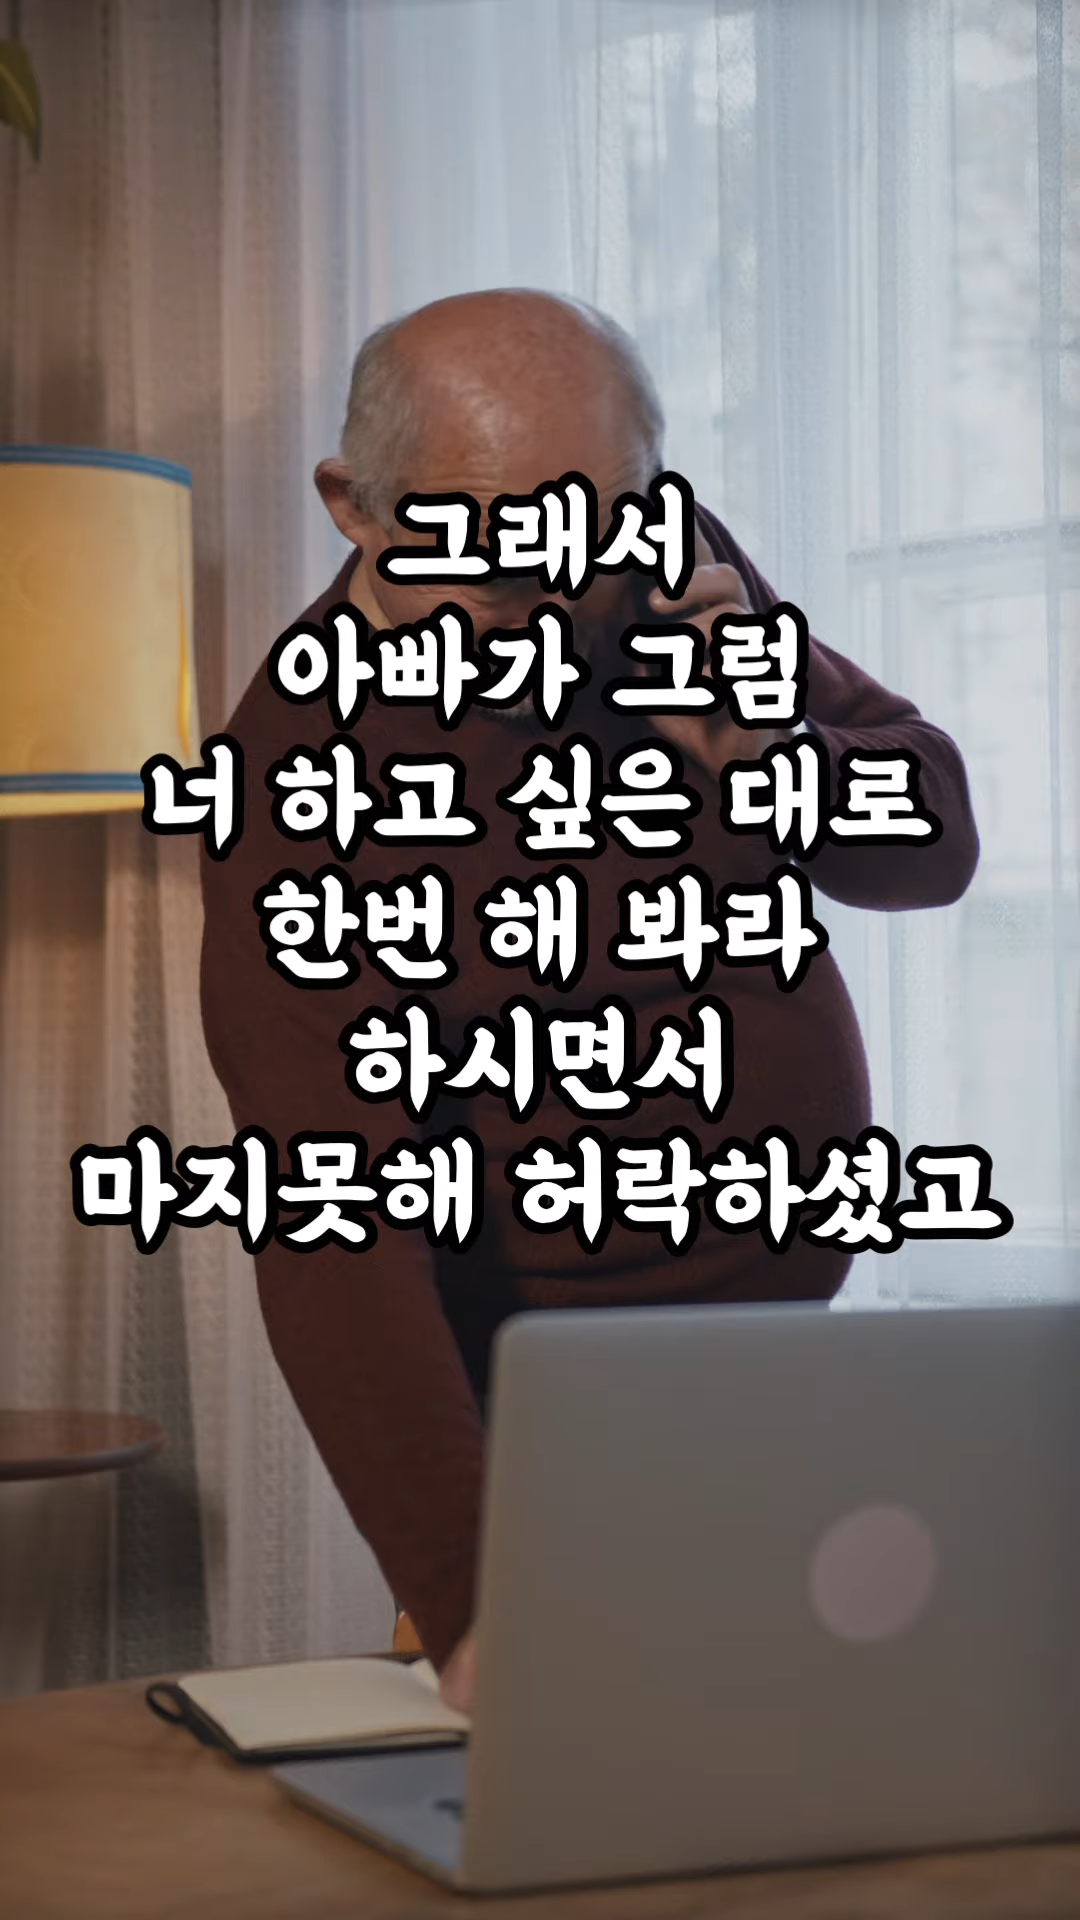 그래서
아빠가 그럼
너 하고 싶은 대로
한번 해 봐라
하시면서
마지못해 허락하셨고